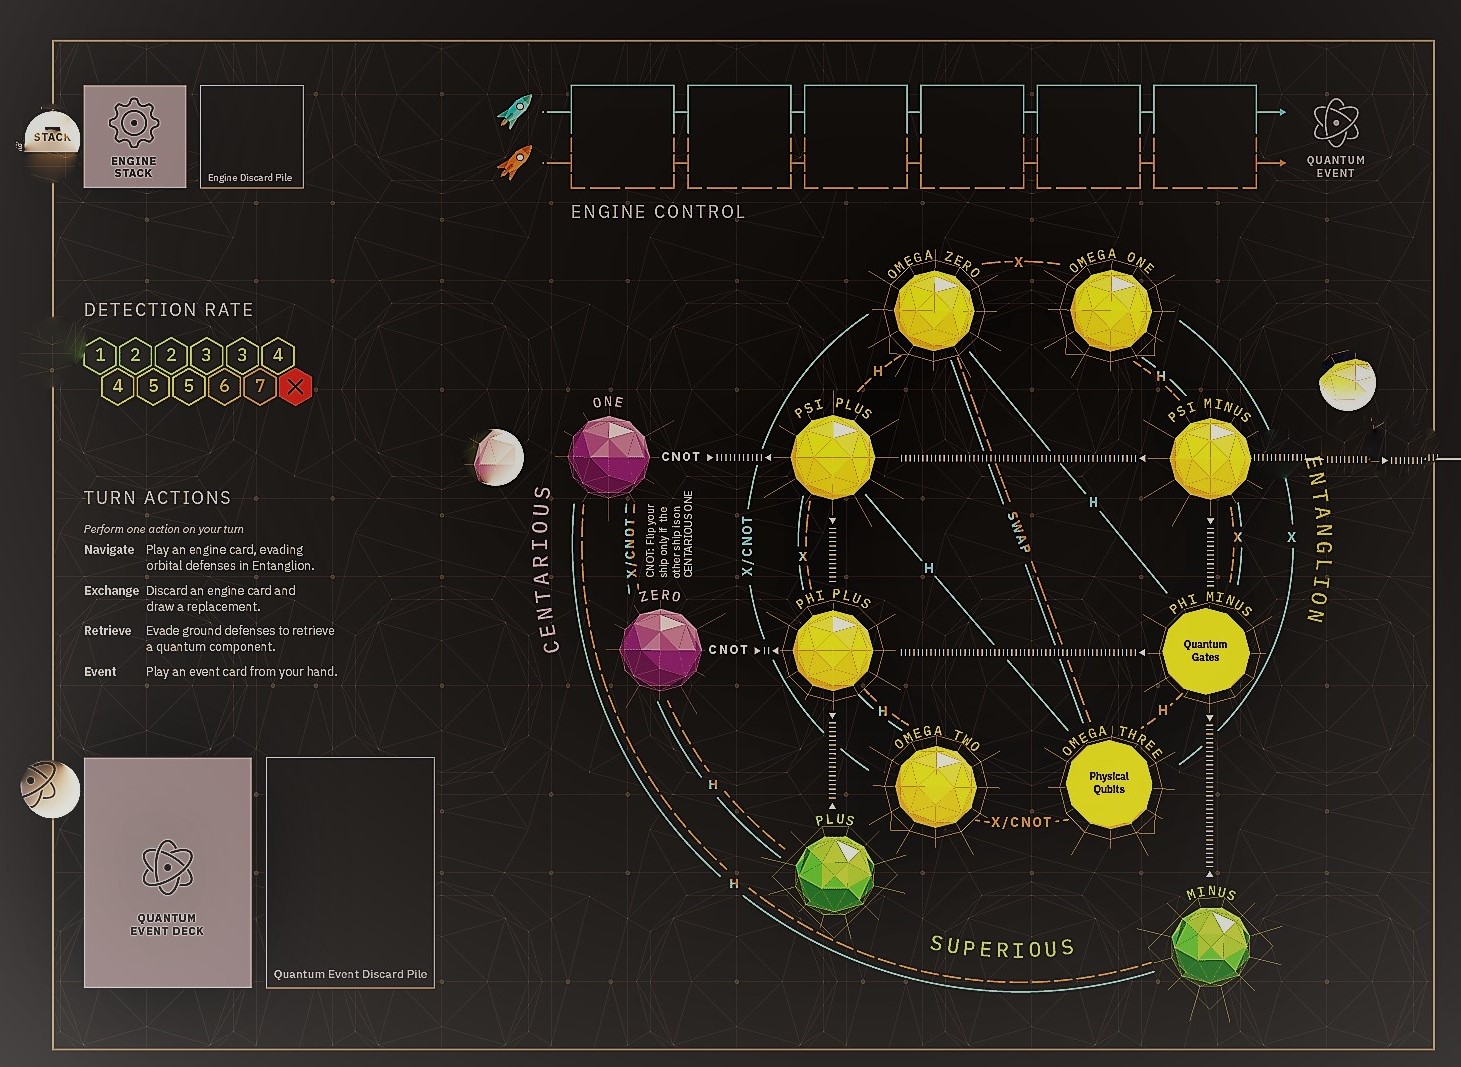 STACK
ENGINE
STACK
Engine Discard Pile
QUANTUM
EVENT
ENGINE CONTROL
DETECTION RATE
1 2 2 3 3 4
4 5 5 6 7 X
OMEGA ZERO
X
OMEGA ONE
H
H
ONE
PSI PLUS
PSI MINUS
CNOT
TURN ACTIONS
Perform one action on your turn
Navigate Play an engine card, evading
orbital defenses in Entanglion.
Exchange Discard an engine card and
draw a replacement.
Retrieve Evade ground defenses to retrieve
a quantum component.
Event Play an event card from your hand.
CENTARIOUS
X/CNOT
CNOT: Flip your
ship only if the
other ship is on
CENTARIOUS ONE
X/CNOT
X
H
SWAP
H
X
X
ENTANGLION
ZERO
PHI PLUS
PHI MINUS
CNOT
Quantum
Gates
H
H
OMEGA TWO
OMEGA THREE
Physical
Qubits
H
X/CNOT
PLUS
H
MINUS
SUPERIOUS
QUANTUM
EVENT DECK
Quantum Event Discard Pile